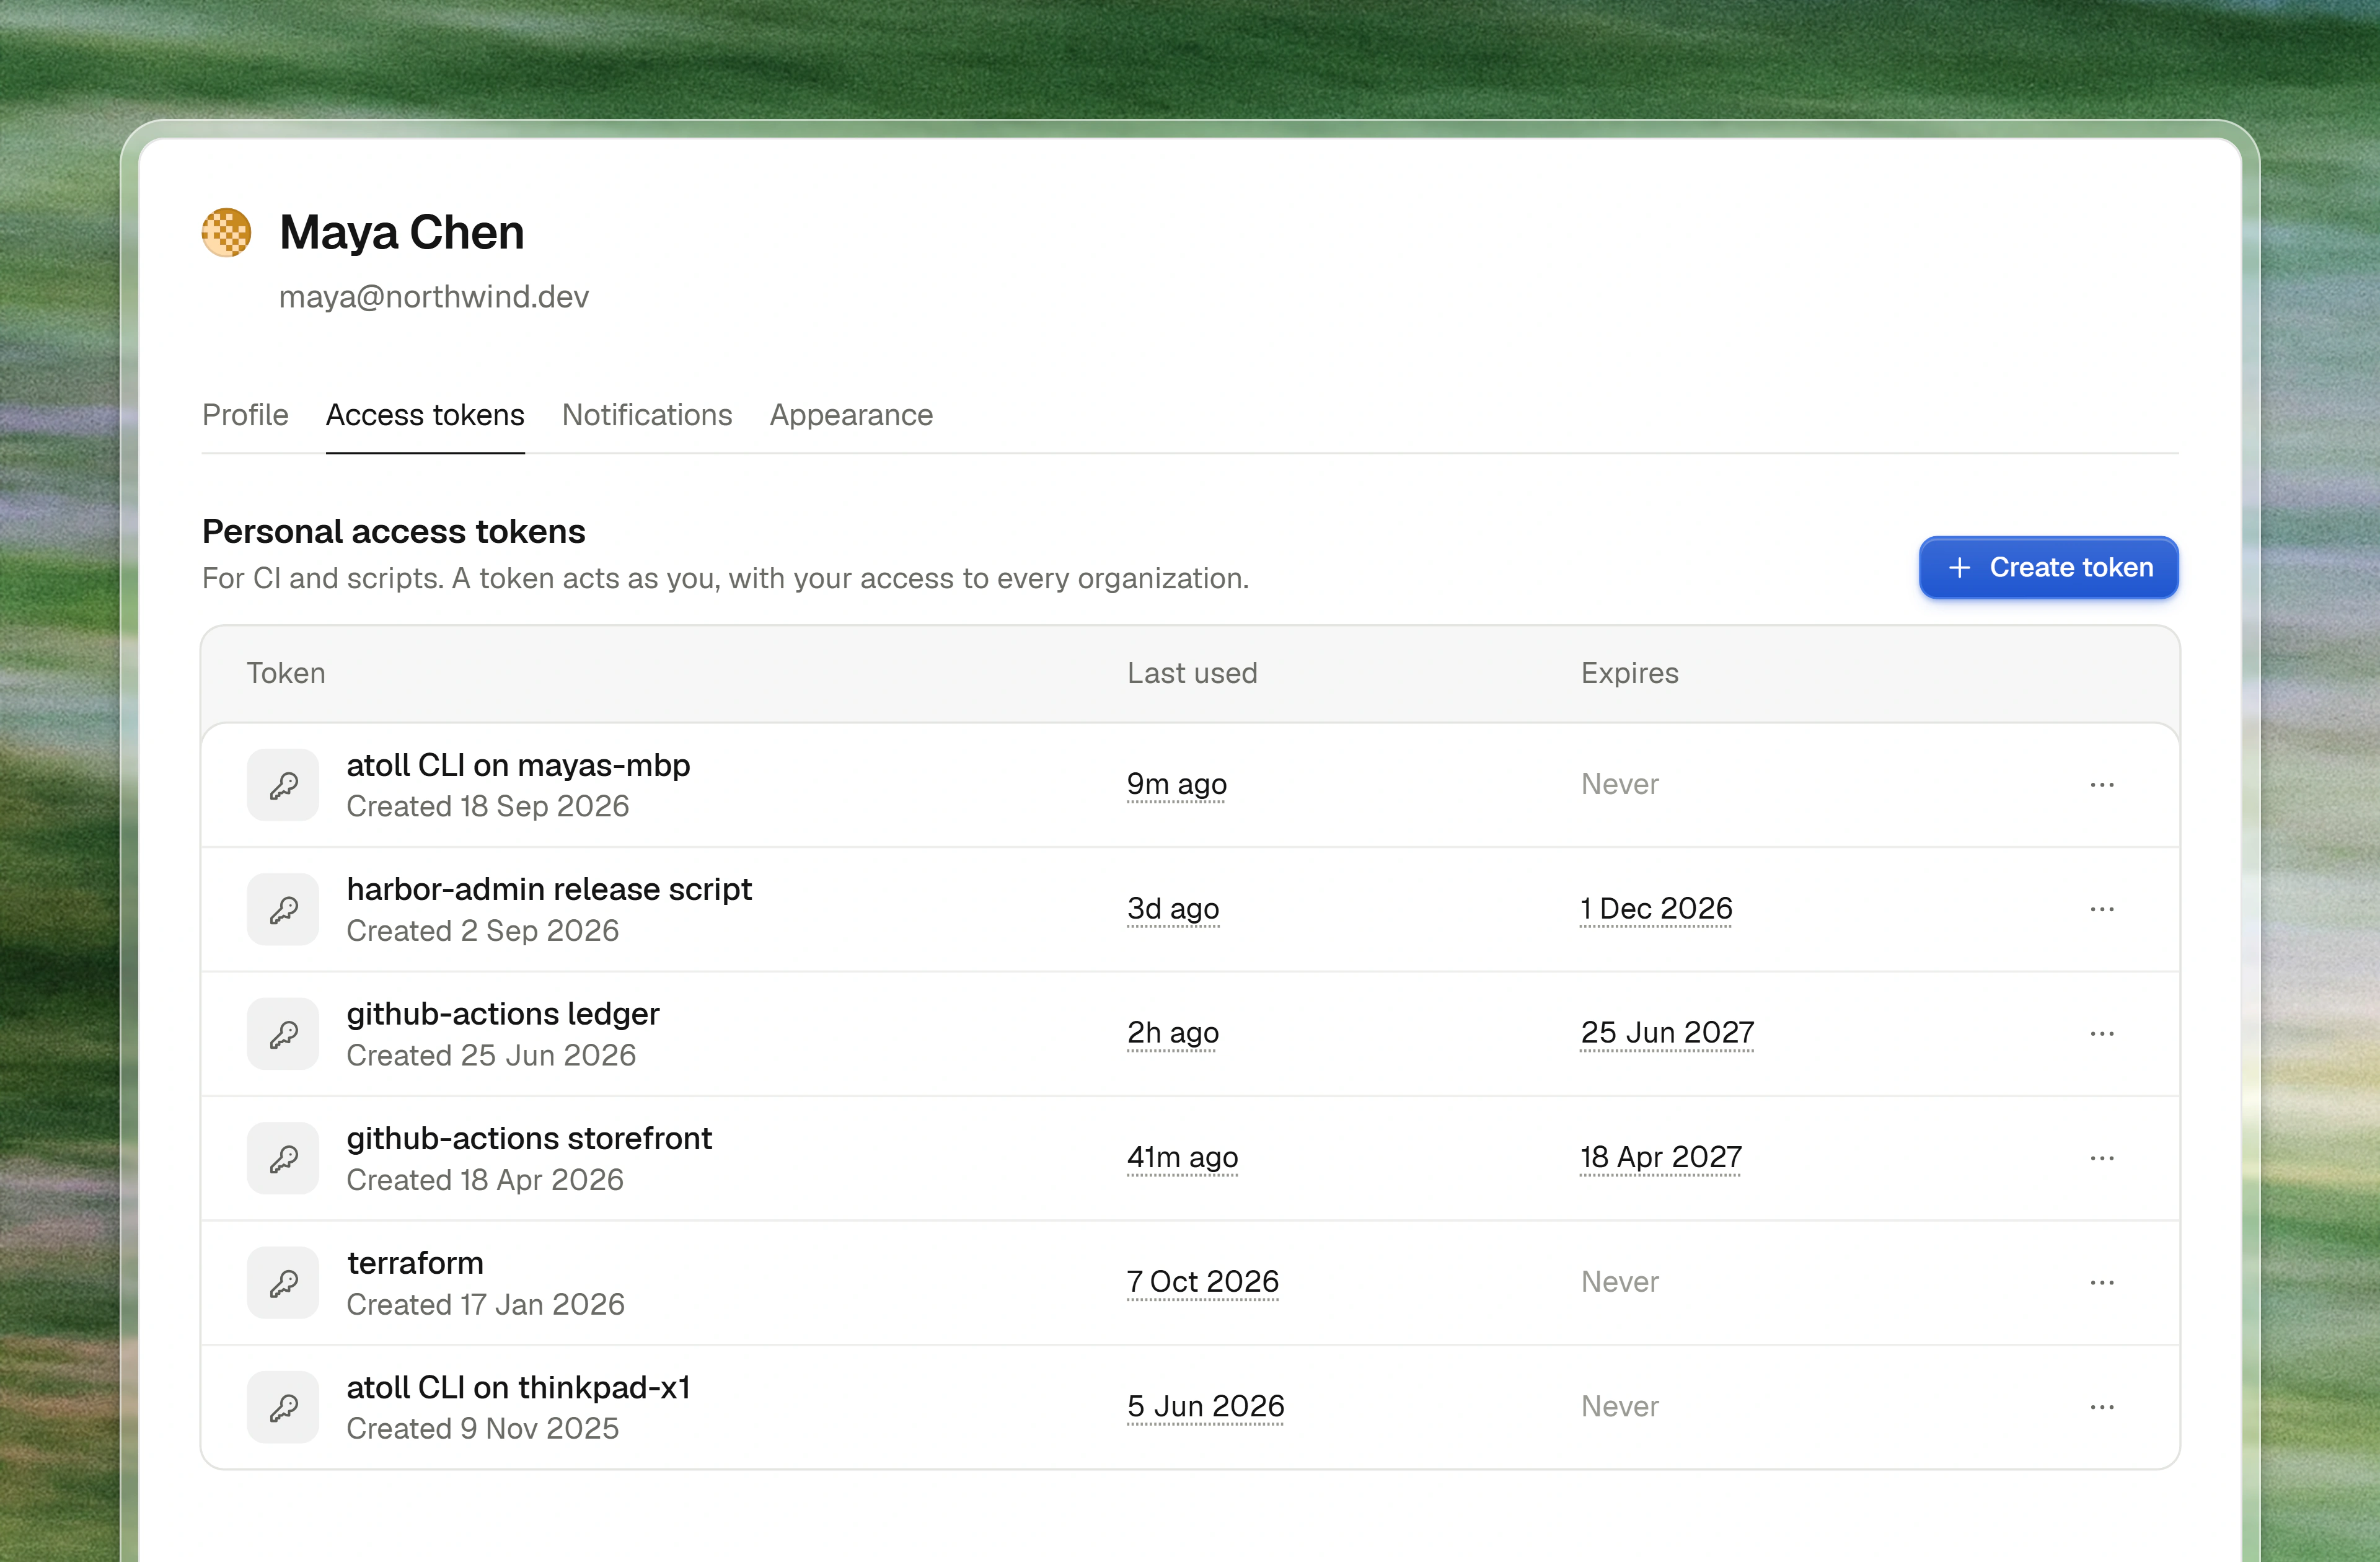 Maya Chen
maya@northwind.dev
Profile Access tokens Notifications Appearance
Personal access tokens
For CI and scripts. A token acts as you, with your access to every organization.
Create token
Token Last used Expires
atoll CLI on mayas-mbp
Created 18 Sep 2026
9m ago
Never
harbor-admin release script
Created 2 Sep 2026
3d ago
1 Dec 2026
github-actions ledger
Created 25 Jun 2026
2h ago
25 Jun 2027
github-actions storefront
Created 18 Apr 2026
41m ago
18 Apr 2027
terraform
Created 17 Jan 2026
7 Oct 2026
Never
atoll CLI on thinkpad-x1
Created 9 Nov 2025
5 Jun 2026
Never